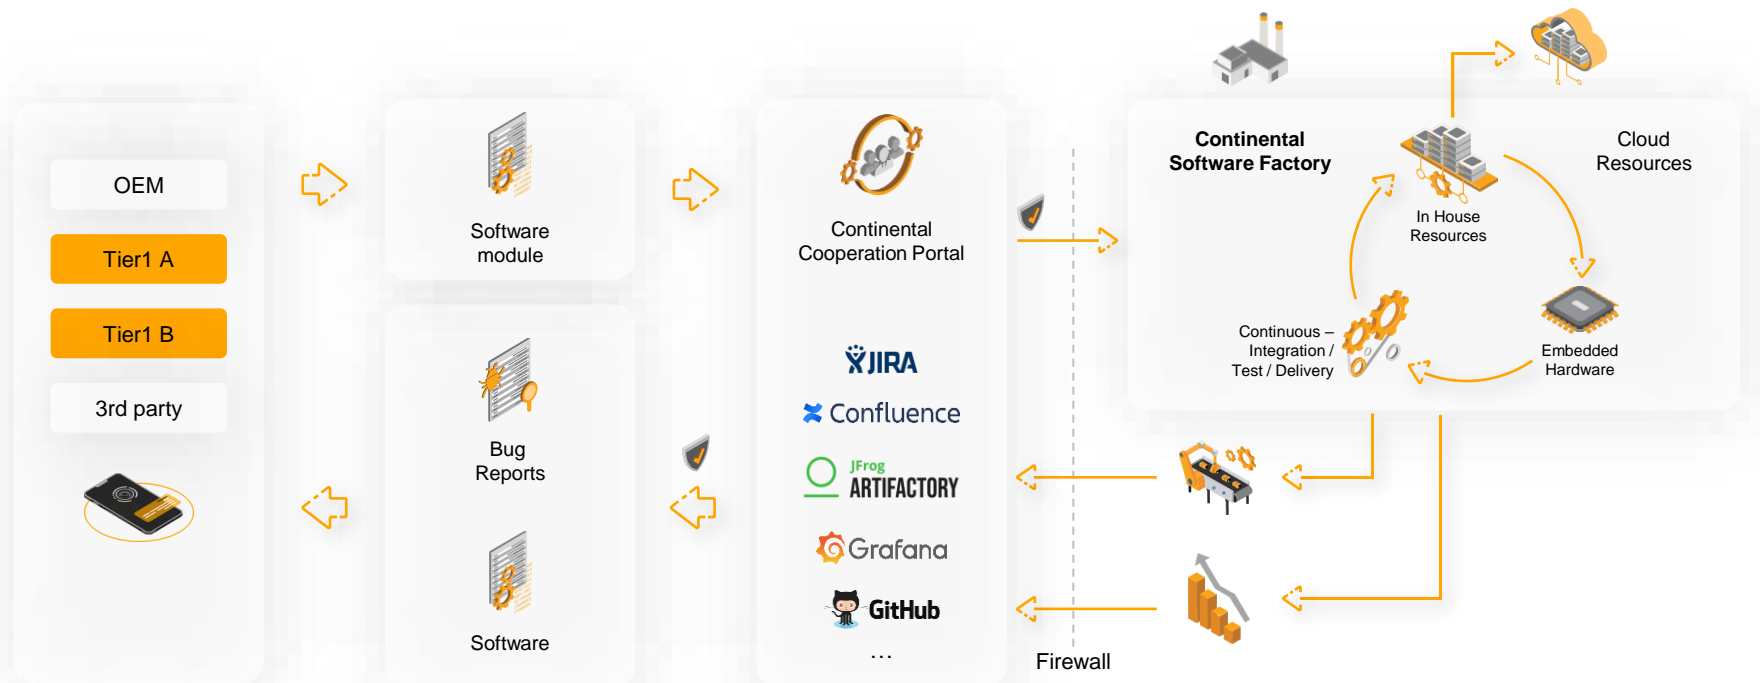 OEM
Tier1 A
Tier1 B
3rd party
Software
module
Bug
Reports
Software
Continental
Cooperation Portal
JIRA
Confluence
JFrog
ARTIFACTORY
Grafana
GitHub
...
Firewall
Continental
Software Factory
Cloud
Resources
In House
Resources
Continuous –
Integration /
Test / Delivery
Embedded
Hardware